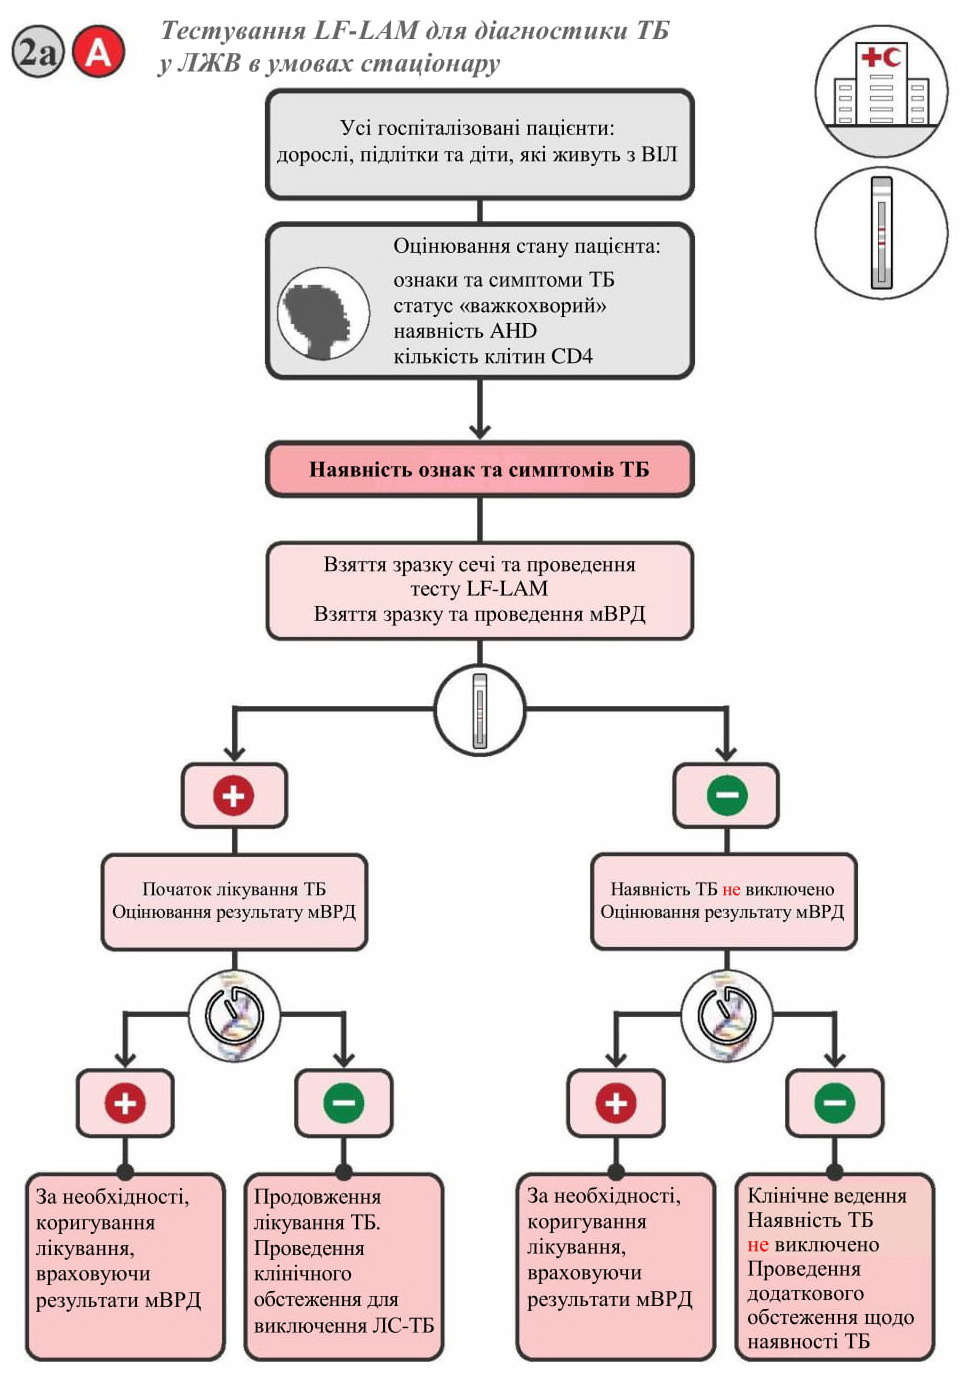 2a
A
Тестування LF-LAM для діагностики ТБ
у ЛЖВ в умовах стаціонару
Усі госпіталізовані пацієнти:
дорослі, підлітки та діти, які живуть з ВІЛ
Оцінювання стану пацієнта:
ознаки та симптоми ТБ
статус «важкохворий»
наявність AHD
кількість клітин CD4
Наявність ознак та симптомів ТБ
Взяття зразку сечі та проведення
тесту LF-LAM
Взяття зразку та проведення мВРД
Початок лікування ТБ
Оцінювання результату мВРД
Наявність ТБ не виключено
Оцінювання результату мВРД
За необхідності,
коригування
лікування,
враховуючи
результати мВРД
Продовження
лікування ТБ.
Проведення
клінічного
обстеження для
виключення ЛС-ТБ
За необхідності,
коригування
лікування,
враховуючи
результати мВРД
Клінічне ведення
Наявність ТБ
не виключено
Проведення
додаткового
обстеження щодо
наявності ТБ